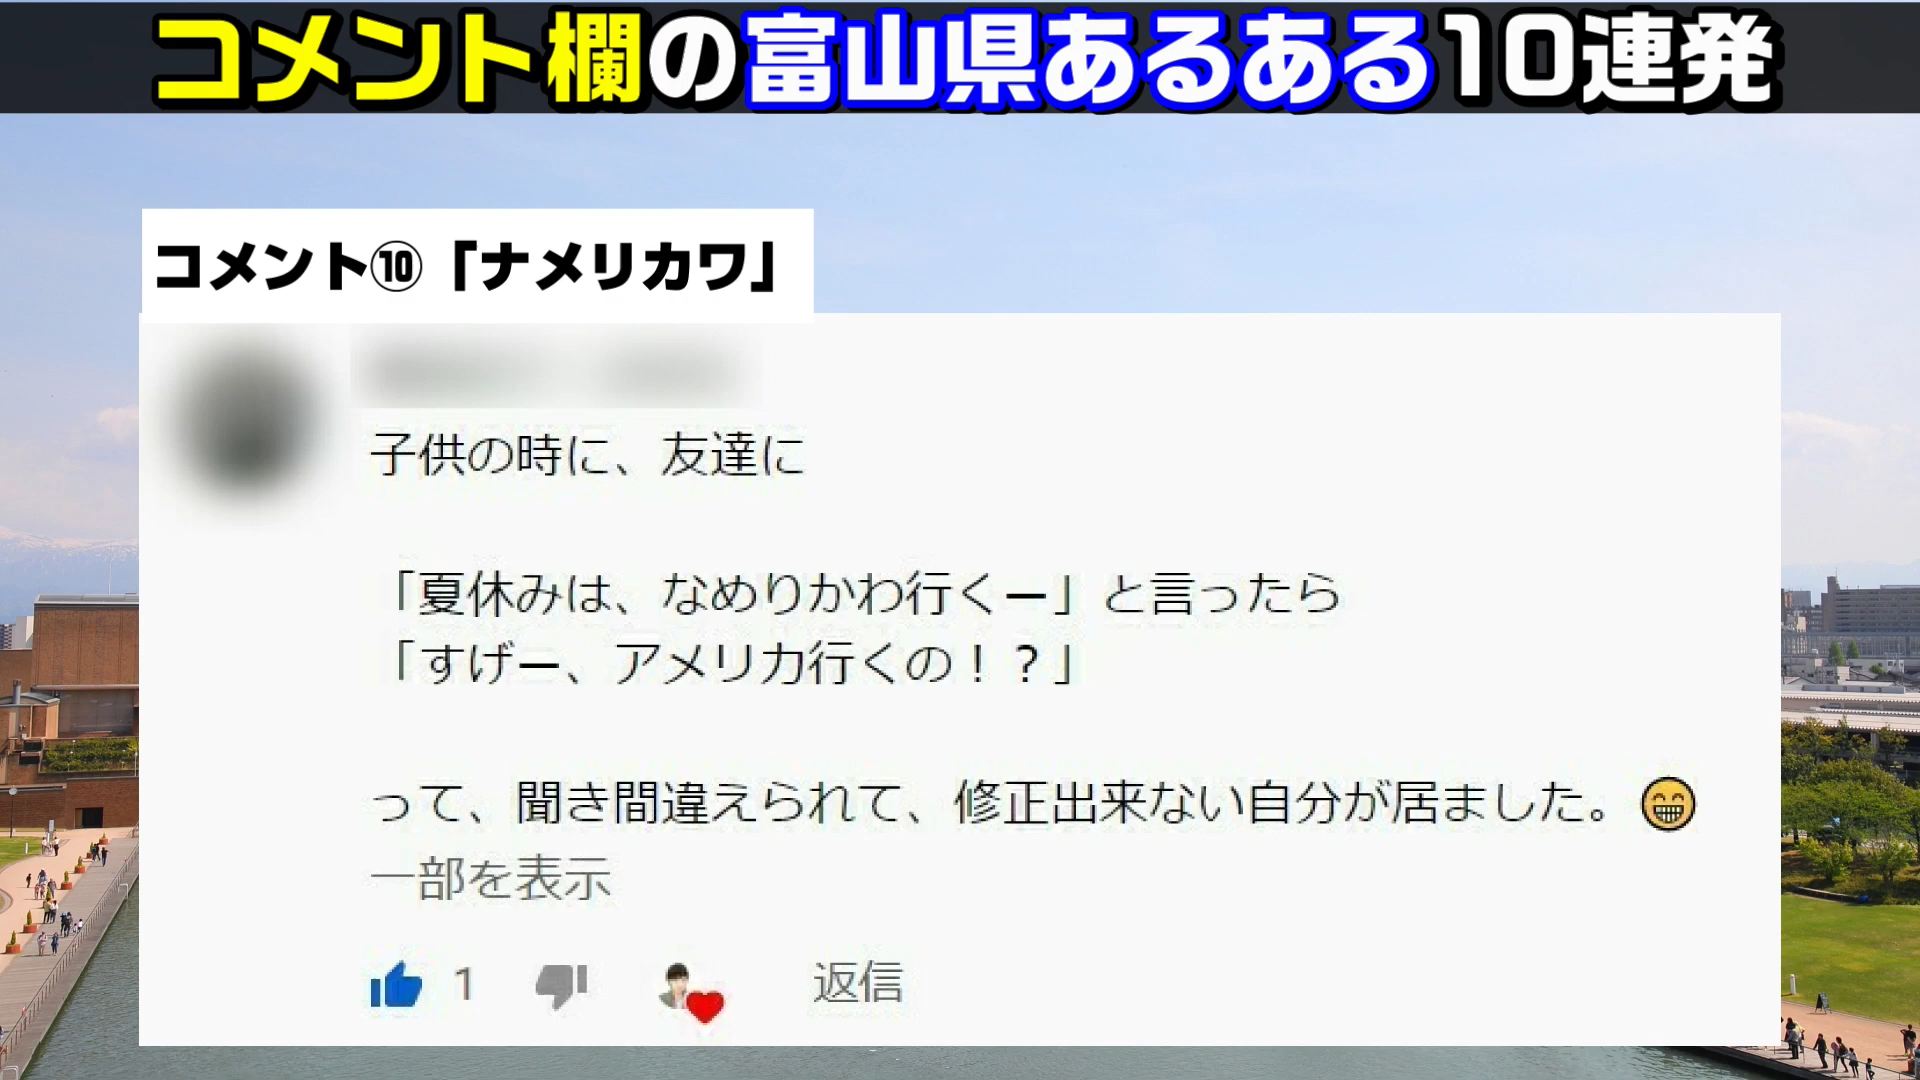 コメント欄の富山県あるある10連発
コメント⑩「ナメリカワ」
子供の時に、友達に
「夏休みは、なめりかわ行くー」と言ったら
「すげー、アメリカ行くの！？」
って、聞き間違えられて、修正出来ない自分が居ました。😁
一部を表示
1
返信